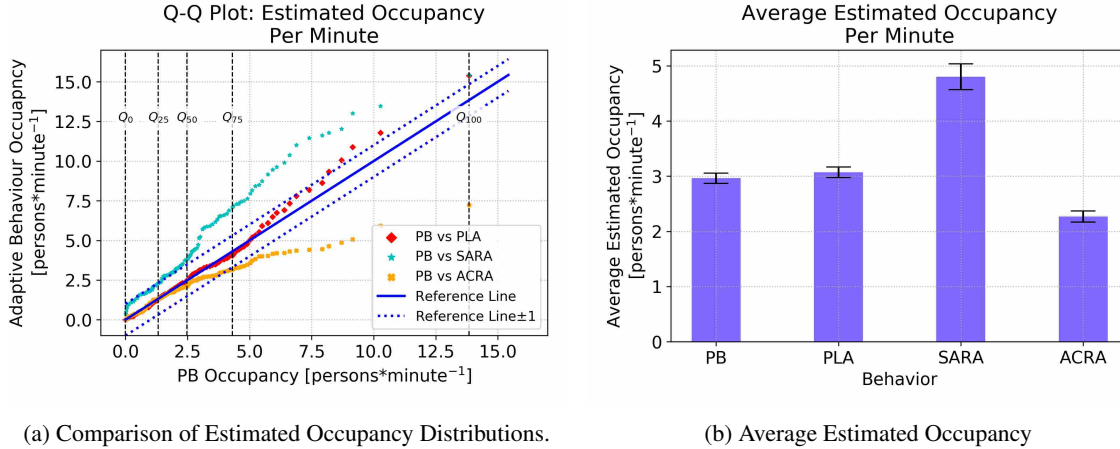 Q-Q Plot: Estimated Occupancy
Per Minute
Adaptive Behaviour Occuapncy
[persons*minute⁻¹]
15.0
12.5
10.0
7.5
5.0
2.5
0.0
Q₀ Q₂₅ Q₅₀ Q₇₅ Q₁₀₀
PB vs PLA
PB vs SARA
PB vs ACRA
Reference Line
Reference Line±1
0.0 2.5 5.0 7.5 10.0 12.5 15.0
PB Occupancy [persons*minute⁻¹]
(a) Comparison of Estimated Occupancy Distributions.
Average Estimated Occupancy
Per Minute
Average Estimated Occupancy
[persons*minute⁻¹]
5
4
3
2
1
0
PB PLA SARA ACRA
Behavior
(b) Average Estimated Occupancy